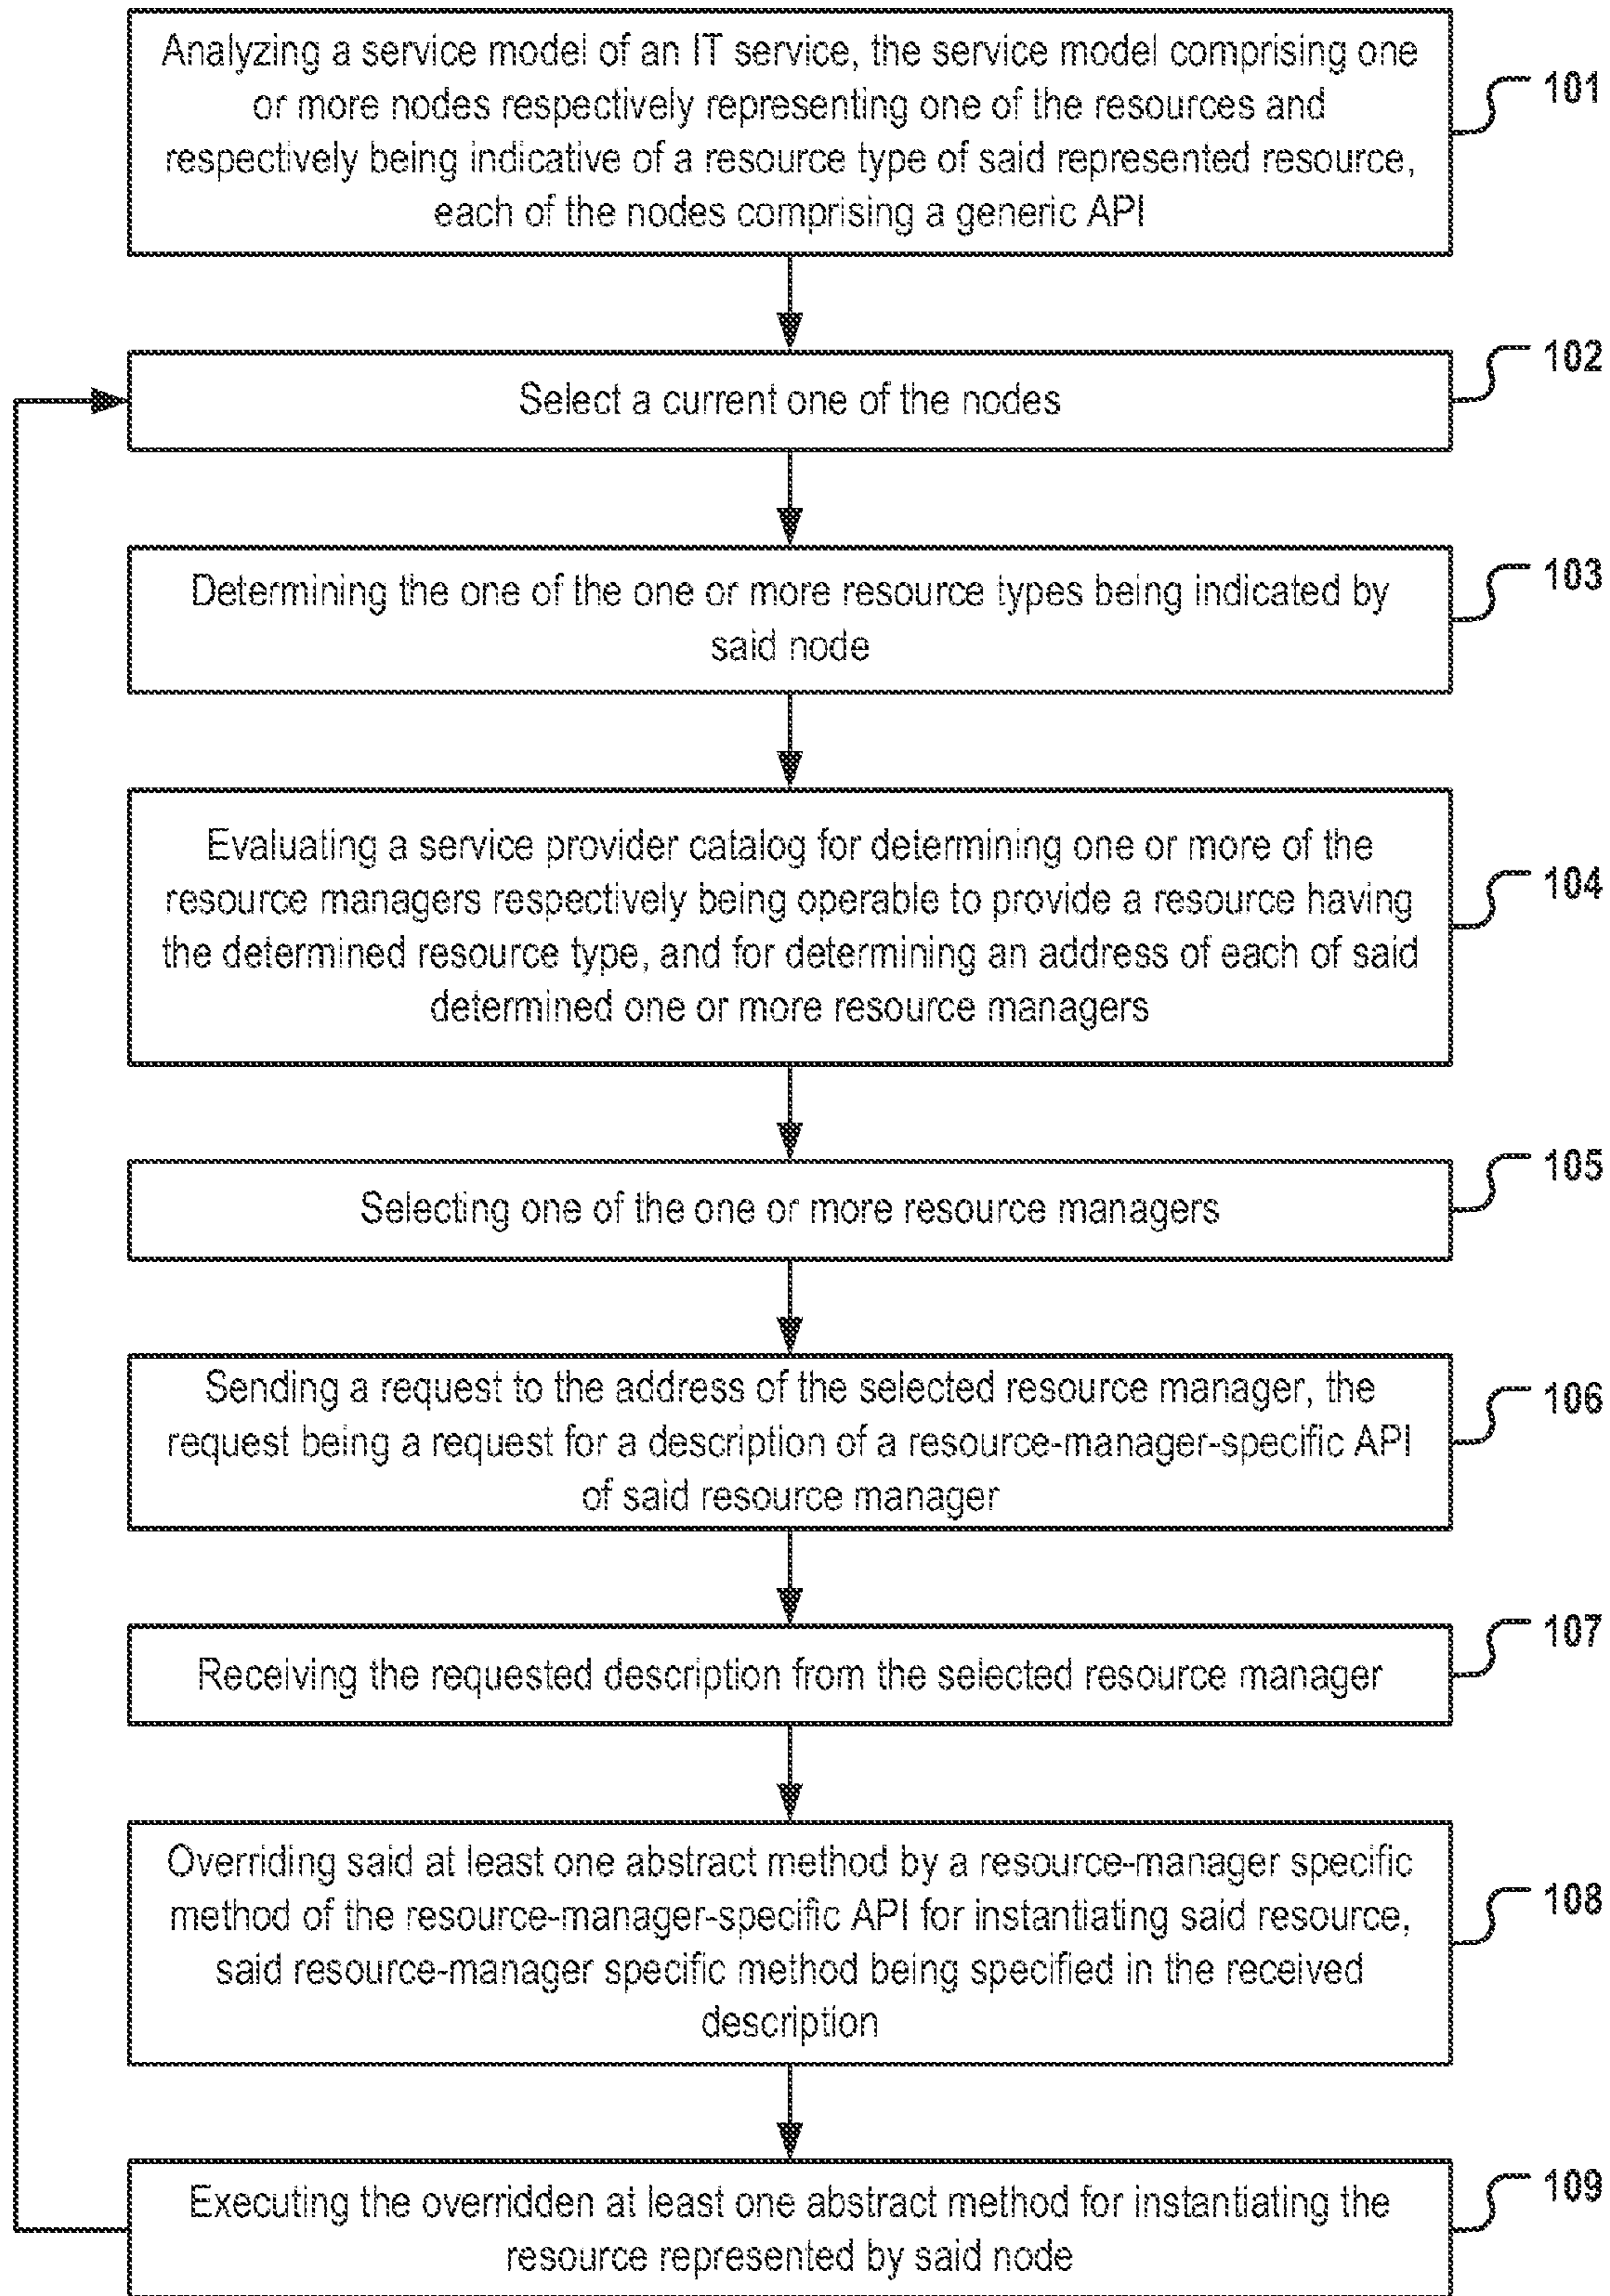 Analyzing a service model of an IT service, the service model comprising one
or more nodes respectively representing one of the resources and
respectively being indicative of a resource type of said represented resource,
each of the nodes comprising a generic API
101
Select a current one of the nodes
102
Determining the one of the one or more resource types being indicated by
said node
103
Evaluating a service provider catalog for determining one or more of the
resource managers respectively being operable to provide a resource having
the determined resource type, and for determining an address of each of said
determined one or more resource managers
104
Selecting one of the one or more resource managers
105
Sending a request to the address of the selected resource manager, the
request being a request for a description of a resource-manager-specific API
of said resource manager
106
Receiving the requested description from the selected resource manager
107
Overriding said at least one abstract method by a resource-manager specific
method of the resource-manager-specific API for instantiating said resource,
said resource-manager specific method being specified in the received
description
108
Executing the overridden at least one abstract method for instantiating the
resource represented by said node
109